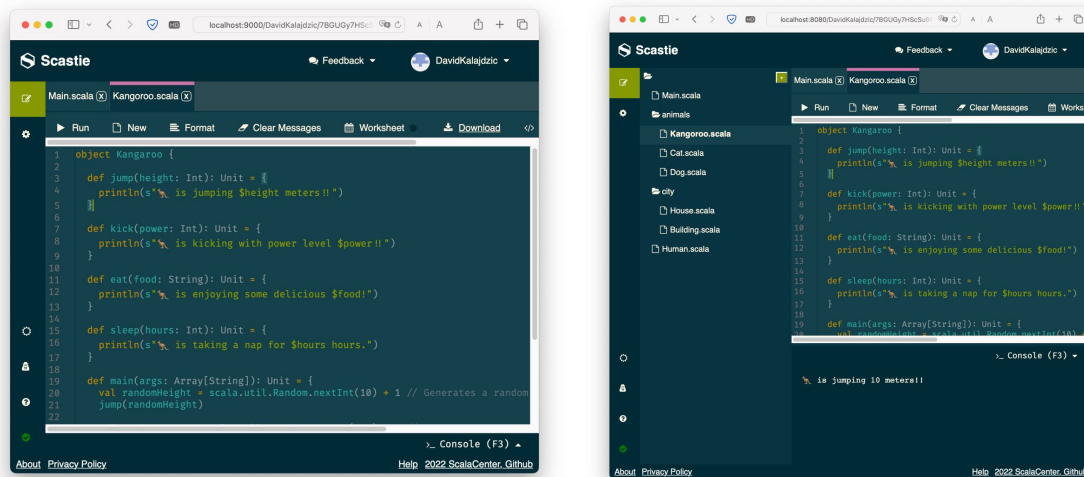 localhost:9000/DavidKalajdzic/7BGUGy7HSc
A A
Scastie
Feedback
DavidKalajdzic
Main.scala X Kangoroo.scala X
Run New Format Clear Messages Worksheet Download </>
1 object Kangaroo {
2
3 def jump(height: Int): Unit = {
4 println(s"🦘 is jumping $height meters!!")
5 }
6
7 def kick(power: Int): Unit = {
8 println(s"🦘 is kicking with power level $power!!")
9 }
10
11 def eat(food: String): Unit = {
12 println(s"🦘 is enjoying some delicious $food!")
13 }
14
15 def sleep(hours: Int): Unit = {
16 println(s"🦘 is taking a nap for $hours hours.")
17 }
18
19 def main(args: Array[String]): Unit = {
20 val randomHeight = scala.util.Random.nextInt(10) + 1 // Generates a random
21 jump(randomHeight)
22
>_ Console (F3)
About Privacy Policy
Help 2022 ScalaCenter, Github
localhost:8080/DavidKalajdzic/7BGUGy7HScSu8
A A
Scastie
Feedback
DavidKalajdzic
Main.scala
animals
Kangoroo.scala
Cat.scala
Dog.scala
city
House.scala
Building.scala
Human.scala
Main.scala X Kangoroo.scala X
Run New Format Clear Messages Works
1 object Kangaroo {
2
3 def jump(height: Int): Unit = {
4 println(s"🦘 is jumping $height meters!!")
5 }
6
7 def kick(power: Int): Unit = {
8 println(s"🦘 is kicking with power level $power!!"
9 }
10
11 def eat(food: String): Unit = {
12 println(s"🦘 is enjoying some delicious $food!")
13 }
14
15 def sleep(hours: Int): Unit = {
16 println(s"🦘 is taking a nap for $hours hours.")
17 }
18
19 def main(args: Array[String]): Unit = {
20 val randomHeight = scala.util.Random.nextInt(10)
>_ Console (F3)
🦘 is jumping 10 meters!!
About Privacy Policy
Help 2022 ScalaCenter, Githu